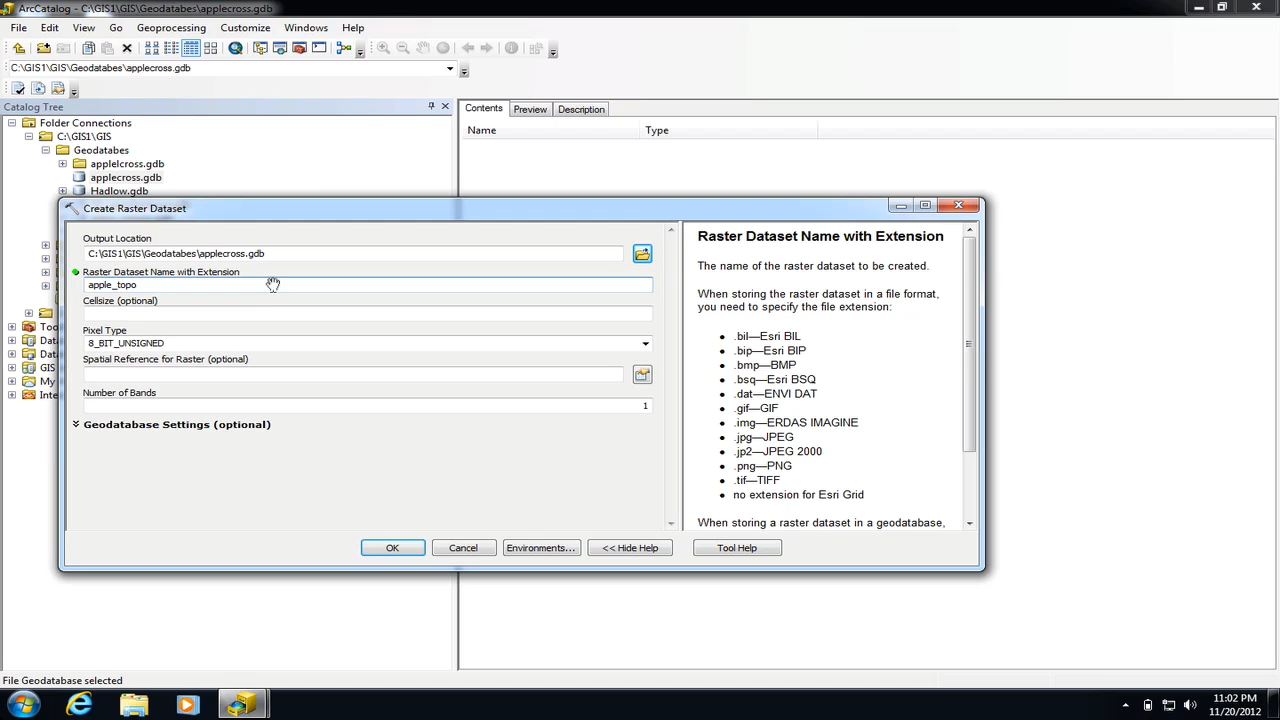 ArcCatalog - C:\GIS1\GIS\Geodatabes\applecross.gdb
File Edit View Go Geoprocessing Customize Windows Help
C:\GIS1\GIS\Geodatabes\applecross.gdb
Catalog Tree
Contents Preview Description
Folder Connections
Name Type
C:\GIS1\GIS
Geodatabes
applelcross.gdb
applecross.gdb
Hadlow.gdb
Too
Data
Data
GIS
My
Inte
Create Raster Dataset
Output Location
C:\GIS1\GIS\Geodatabes\applecross.gdb
Raster Dataset Name with Extension
apple_topo
Cellsize (optional)
Pixel Type
8_BIT_UNSIGNED
Spatial Reference for Raster (optional)
Number of Bands
1
Geodatabase Settings (optional)
Raster Dataset Name with Extension
The name of the raster dataset to be created.
When storing the raster dataset in a file format,
you need to specify the file extension:
• .bil—Esri BIL
• .bip—Esri BIP
• .bmp—BMP
• .bsq—Esri BSQ
• .dat—ENVI DAT
• .gif—GIF
• .img—ERDAS IMAGINE
• .jpg—JPEG
• .jp2—JPEG 2000
• .png—PNG
• .tif—TIFF
• no extension for Esri Grid
When storing a raster dataset in a geodatabase,
OK Cancel Environments... << Hide Help Tool Help
File Geodatabase selected
11:02 PM
11/20/2012